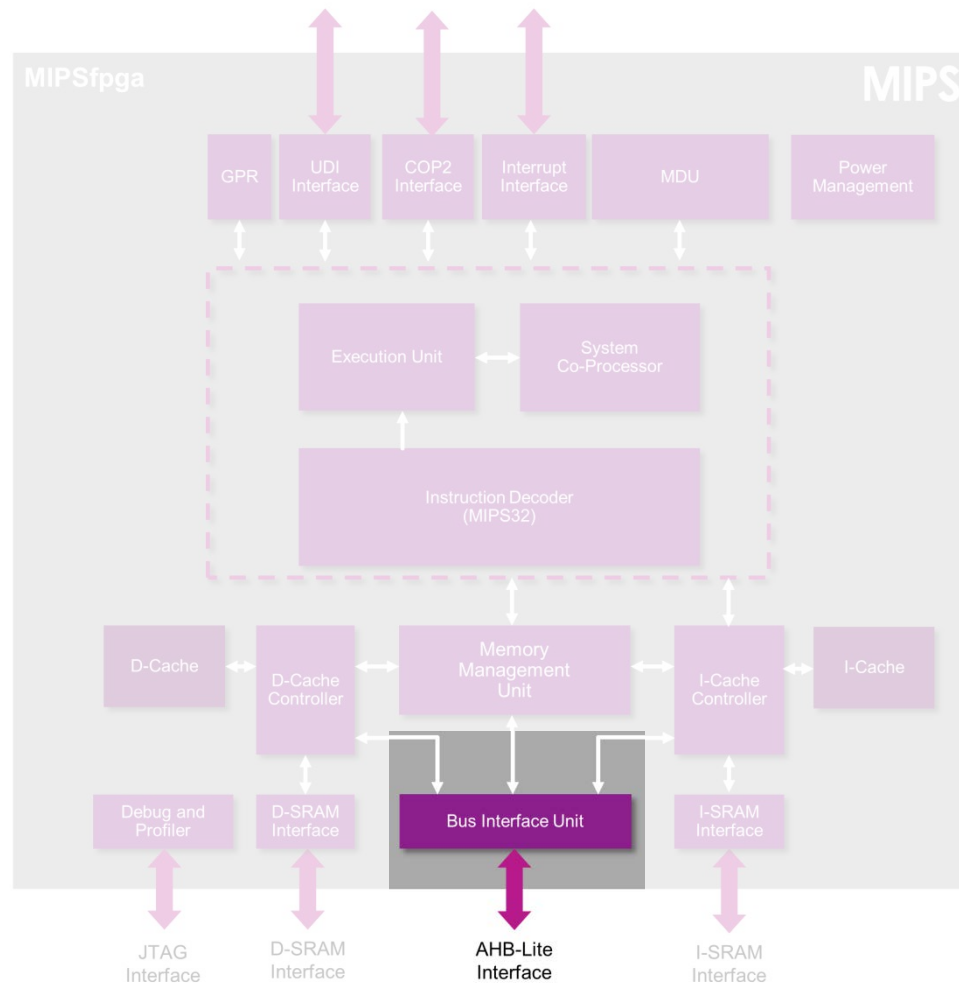 MIPSfpga
MIPS
GPR
UDI
Interface
COP2
Interface
Interrupt
Interface
MDU
Power
Management
Execution Unit
System
Co-Processor
Instruction Decoder
(MIPS32)
D-Cache
D-Cache
Controller
Memory
Management
Unit
I-Cache
Controller
I-Cache
Debug and
Profiler
D-SRAM
Interface
Bus Interface Unit
I-SRAM
Interface
JTAG
Interface
D-SRAM
Interface
AHB-Lite
Interface
I-SRAM
Interface